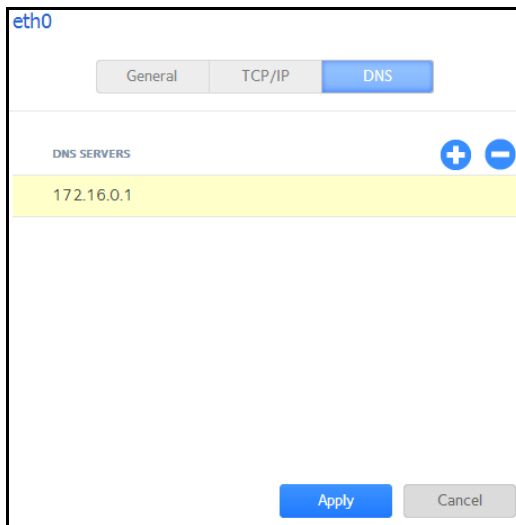 eth0
General TCP/IP DNS
DNS SERVERS
172.16.0.1
Apply Cancel